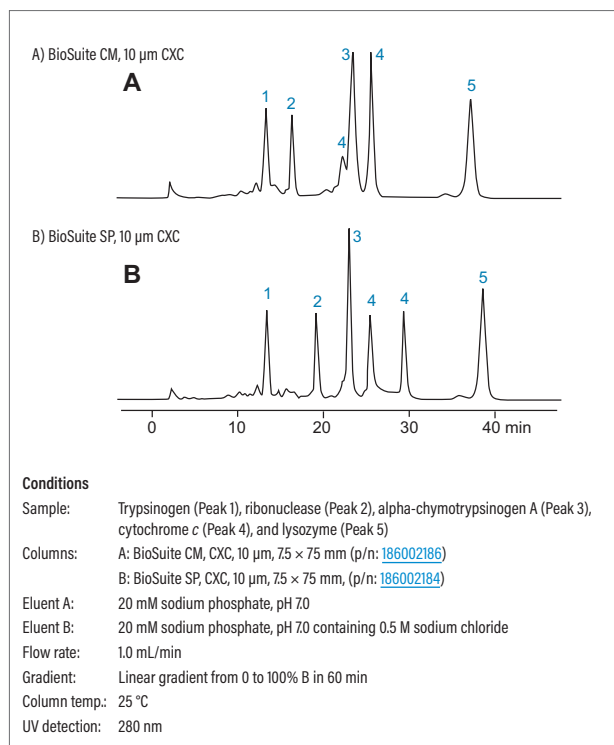 A) BioSuite CM, 10 µm CXC
A
1
2
4
3
4
5
B) BioSuite SP, 10 µm CXC
B
1
2
3
4
4
5
0 10 20 30 40 min
Conditions
Sample: Trypsinogen (Peak 1), ribonuclease (Peak 2), alpha-chymotrypsinogen A (Peak 3),
cytochrome c (Peak 4), and lysozyme (Peak 5)
Columns: A: BioSuite CM, CXC, 10 µm, 7.5 × 75 mm (p/n: 186002186)
B: BioSuite SP, CXC, 10 µm, 7.5 × 75 mm, (p/n: 186002184)
Eluent A: 20 mM sodium phosphate, pH 7.0
Eluent B: 20 mM sodium phosphate, pH 7.0 containing 0.5 M sodium chloride
Flow rate: 1.0 mL/min
Gradient: Linear gradient from 0 to 100% B in 60 min
Column temp.: 25 °C
UV detection: 280 nm